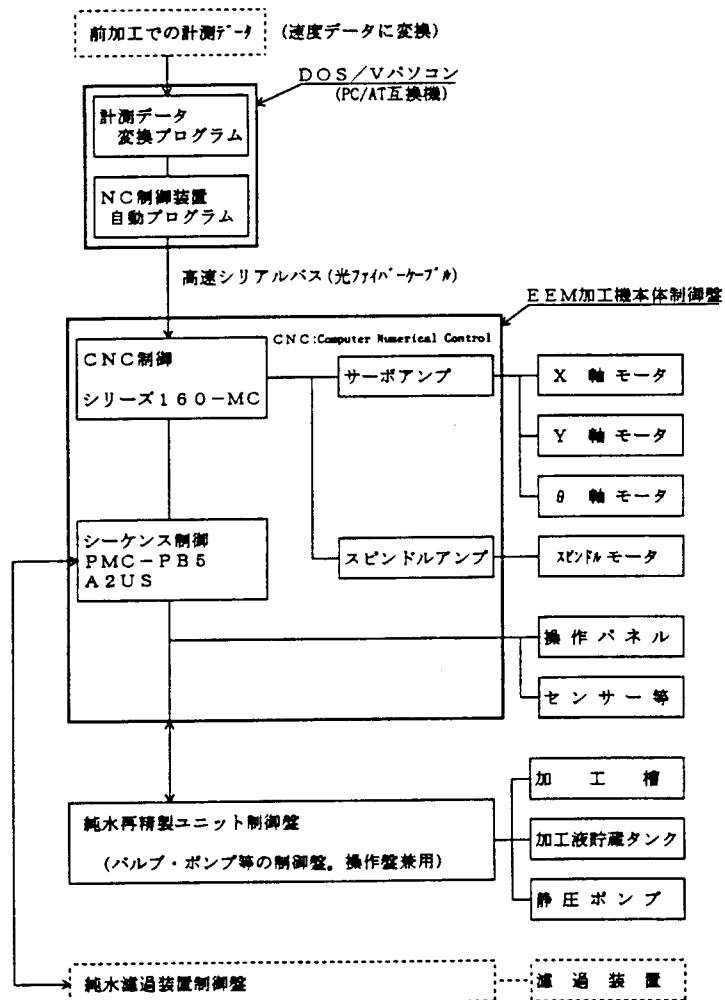 前加工での計測ﾃﾞｰﾀ (速度データに変換)
DOS/Vパソコン
(PC/AT互換機)
計測データ
変換プログラム
NC制御装置
自動プログラム
高速シリアルバス(光ﾌｧｲﾊﾞｰｹｰﾌﾞﾙ)
EEM加工機本体制御盤
CNC:Computer Numerical Control
CNC制御
シリーズ160-MC
サーボアンプ
X 軸 モータ
Y 軸 モータ
θ 軸 モータ
シーケンス制御
PMC-PB5
A2US
スピンドルアンプ
ｽﾋﾟﾝﾄﾞﾙモータ
操作パネル
センサー等
純水再精製ユニット制御盤
(バルブ・ポンプ等の制御盤。操作盤兼用)
加 工 槽
加工液貯蔵タンク
静圧ポンプ
純水濾過装置制御盤
濾 過 装 置